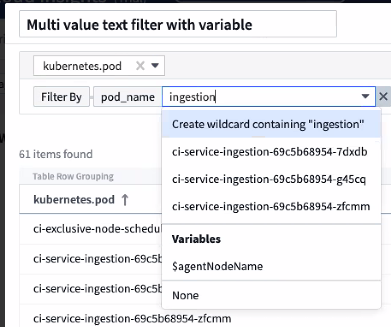 Multi value text filter with variable
kubernetes.pod
Filter By pod_name ingestion
Create wildcard containing "ingestion"
ci-service-ingestion-69c5b68954-7dxdb
ci-service-ingestion-69c5b68954-g45cq
ci-service-ingestion-69c5b68954-zfcmm
Variables
$agentNodeName
None
61 items found
Table Row Grouping
kubernetes.pod ↑
ci-exclusive-node-schedu
ci-service-ingestion-69c5b
ci-service-ingestion-69c5b
ci-service-ingestion-69c5b68954-zfcmm